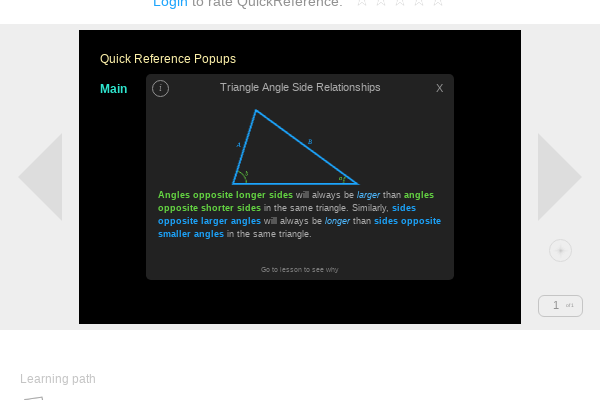 Login to rate QuickReference.
Quick Reference Popups
Main
i
Triangle Angle Side Relationships
X
A
B
Angles opposite longer sides will always be larger than angles
opposite shorter sides in the same triangle. Similarly, sides
opposite larger angles will always be longer than sides opposite
smaller angles in the same triangle.
Go to lesson to see why
1
Learning path